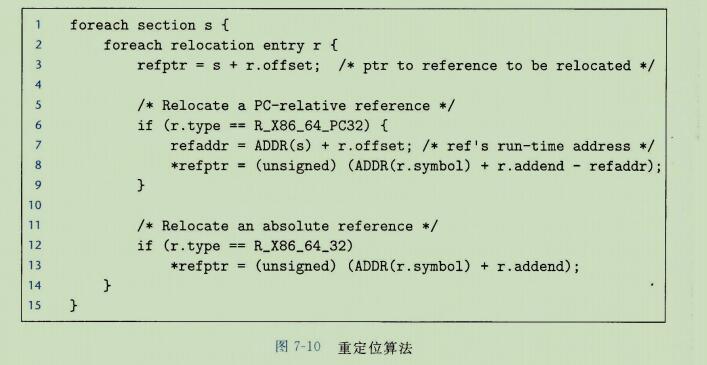 1 foreach section s {
2 foreach relocation entry r {
3 refptr = s + r.offset; /* ptr to reference to be relocated */
4
5 /* Relocate a PC-relative reference */
6 if (r.type == R_X86_64_PC32) {
7 refaddr = ADDR(s) + r.offset; /* ref's run-time address */
8 *refptr = (unsigned) (ADDR(r.symbol) + r.addend - refaddr);
9 }
10
11 /* Relocate an absolute reference */
12 if (r.type == R_X86_64_32)
13 *refptr = (unsigned) (ADDR(r.symbol) + r.addend);
14 }
15 }
图 7-10 重定位算法